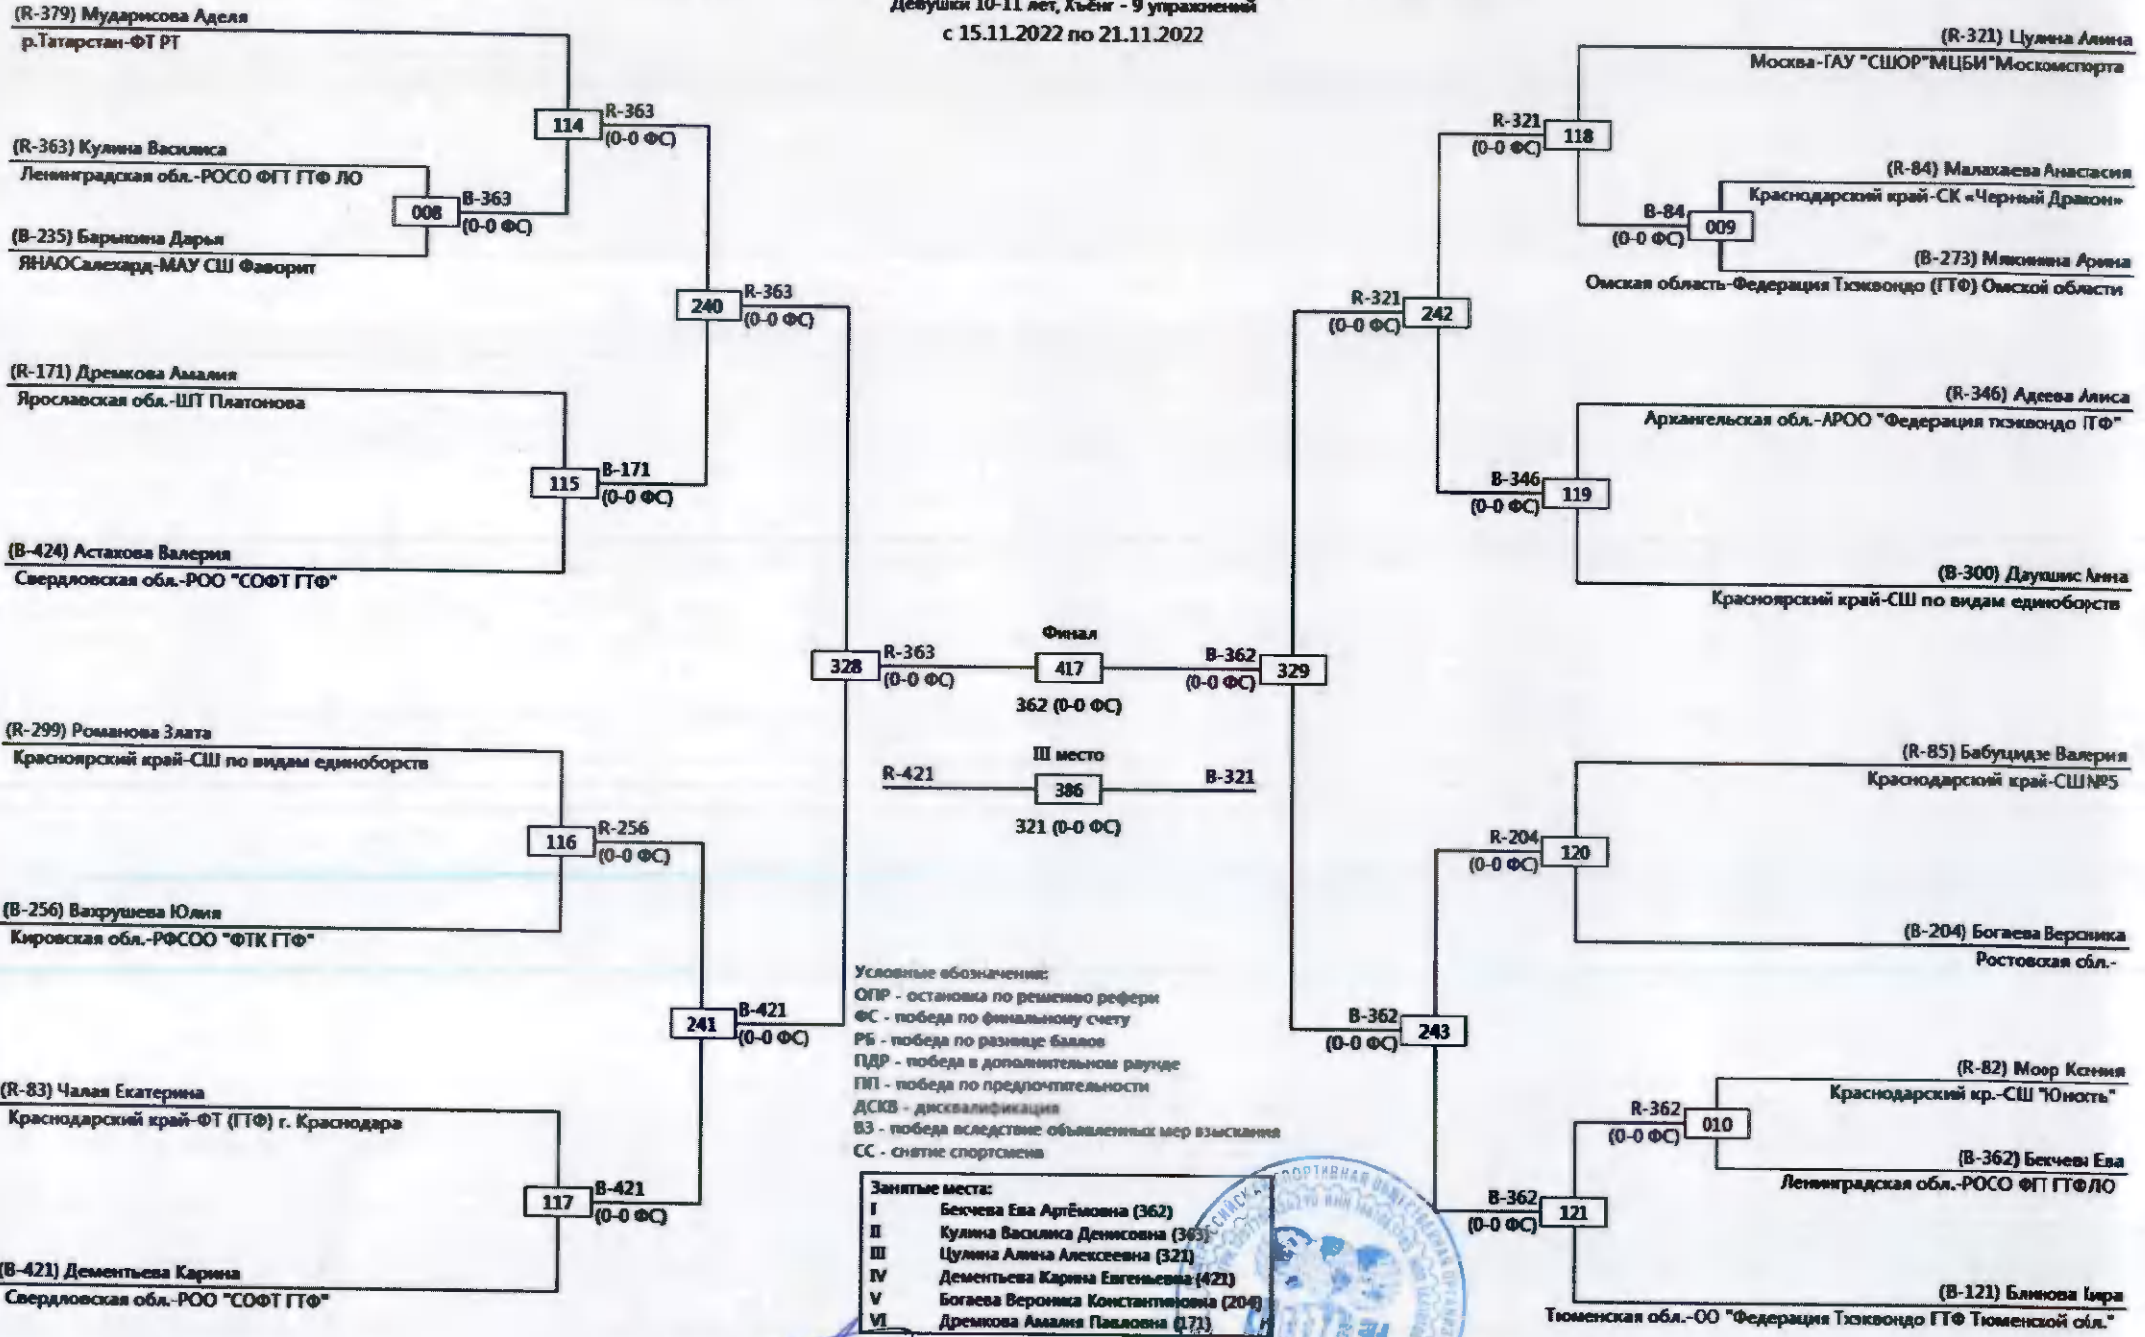 Девушки 10-11 лет, Хъёнг - 9 упражнений
с 15.11.2022 по 21.11.2022
(R-379) Мударисова Аделя
р.Татарстан-ФТ РТ
114
R-363
(0-0 ФС)
(R-363) Кулина Василиса
Ленинградская обл.-РОСО ФГТ ГТФ ЛО
008
B-363
(0-0 ФС)
(B-235) Барыкина Дарья
ЯНАОСалехард-МАУ СШ Фаворит
240
R-363
(0-0 ФС)
(R-171) Дремкова Амалия
Ярославская обл.-ШТ Платонова
115
B-171
(0-0 ФС)
(B-424) Астахова Валерия
Свердловская обл.-РОО "СОФТ ГТФ"
328
R-363
(0-0 ФС)
(R-299) Романова Злата
Красноярский край-СШ по видам единоборств
116
R-256
(0-0 ФС)
(B-256) Вахрушева Юлия
Кировская обл.-РФСОО "ФТК ГТФ"
241
B-421
(0-0 ФС)
(R-83) Чалая Екатерина
Краснодарский край-ФТ (ГТФ) г. Краснодара
117
B-421
(0-0 ФС)
(B-421) Дементьева Карина
Свердловская обл.-РОО "СОФТ ГТФ"
Финал
417
362 (0-0 ФС)
III место
R-421
386
B-321
321 (0-0 ФС)
(R-321) Цулина Алина
Москва-ГАУ "СШОР"МЦБИ"Москомспорта
R-321
(0-0 ФС)
118
(R-84) Малахаева Анастасия
Краснодарский край-СК «Черный Дракон»
B-84
(0-0 ФС)
009
(B-273) Мякинина Арина
Омская область-Федерация Тхэквондо (ГТФ) Омской области
R-321
(0-0 ФС)
242
(R-346) Адеева Алиса
Архангельская обл.-АРОО "Федерация тхэквондо ГТФ"
B-346
(0-0 ФС)
119
(B-300) Даукшис Анна
Красноярский край-СШ по видам единоборств
B-362
(0-0 ФС)
329
(R-85) Бабуцидзе Валерия
Краснодарский край-СШ№5
R-204
(0-0 ФС)
120
(B-204) Богаева Вероника
Ростовская обл.-
B-362
(0-0 ФС)
243
(R-82) Моор Ксения
Краснодарский кр.-СШ "Юность"
R-362
(0-0 ФС)
010
(B-362) Бекчева Ева
Ленинградская обл.-РОСО ФГТ ГТФЛО
B-362
(0-0 ФС)
121
(B-121) Блинова Кира
Тюменская обл.-ОО "Федерация Тхэквондо ГТФ Тюменской обл."
Условные обозначения:
ОПР - остановка по решению рефери
ФС - победа по финальному счету
РБ - победа по разнице баллов
ПДР - победа в дополнительном раунде
ПП - победа по предпочтительности
ДСКВ - дисквалификация
ВЗ - победа вследствие объявленных мер взыскания
СС - снятие спортсмена
Занятые места:
I Бекчева Ева Артёмовна (362)
II Кулина Василиса Денисовна (363)
III Цулина Алина Алексеевна (321)
IV Дементьева Карина Евгеньевна (421)
V Богаева Вероника Константиновна (204)
VI Дремкова Амалия Павловна (171)